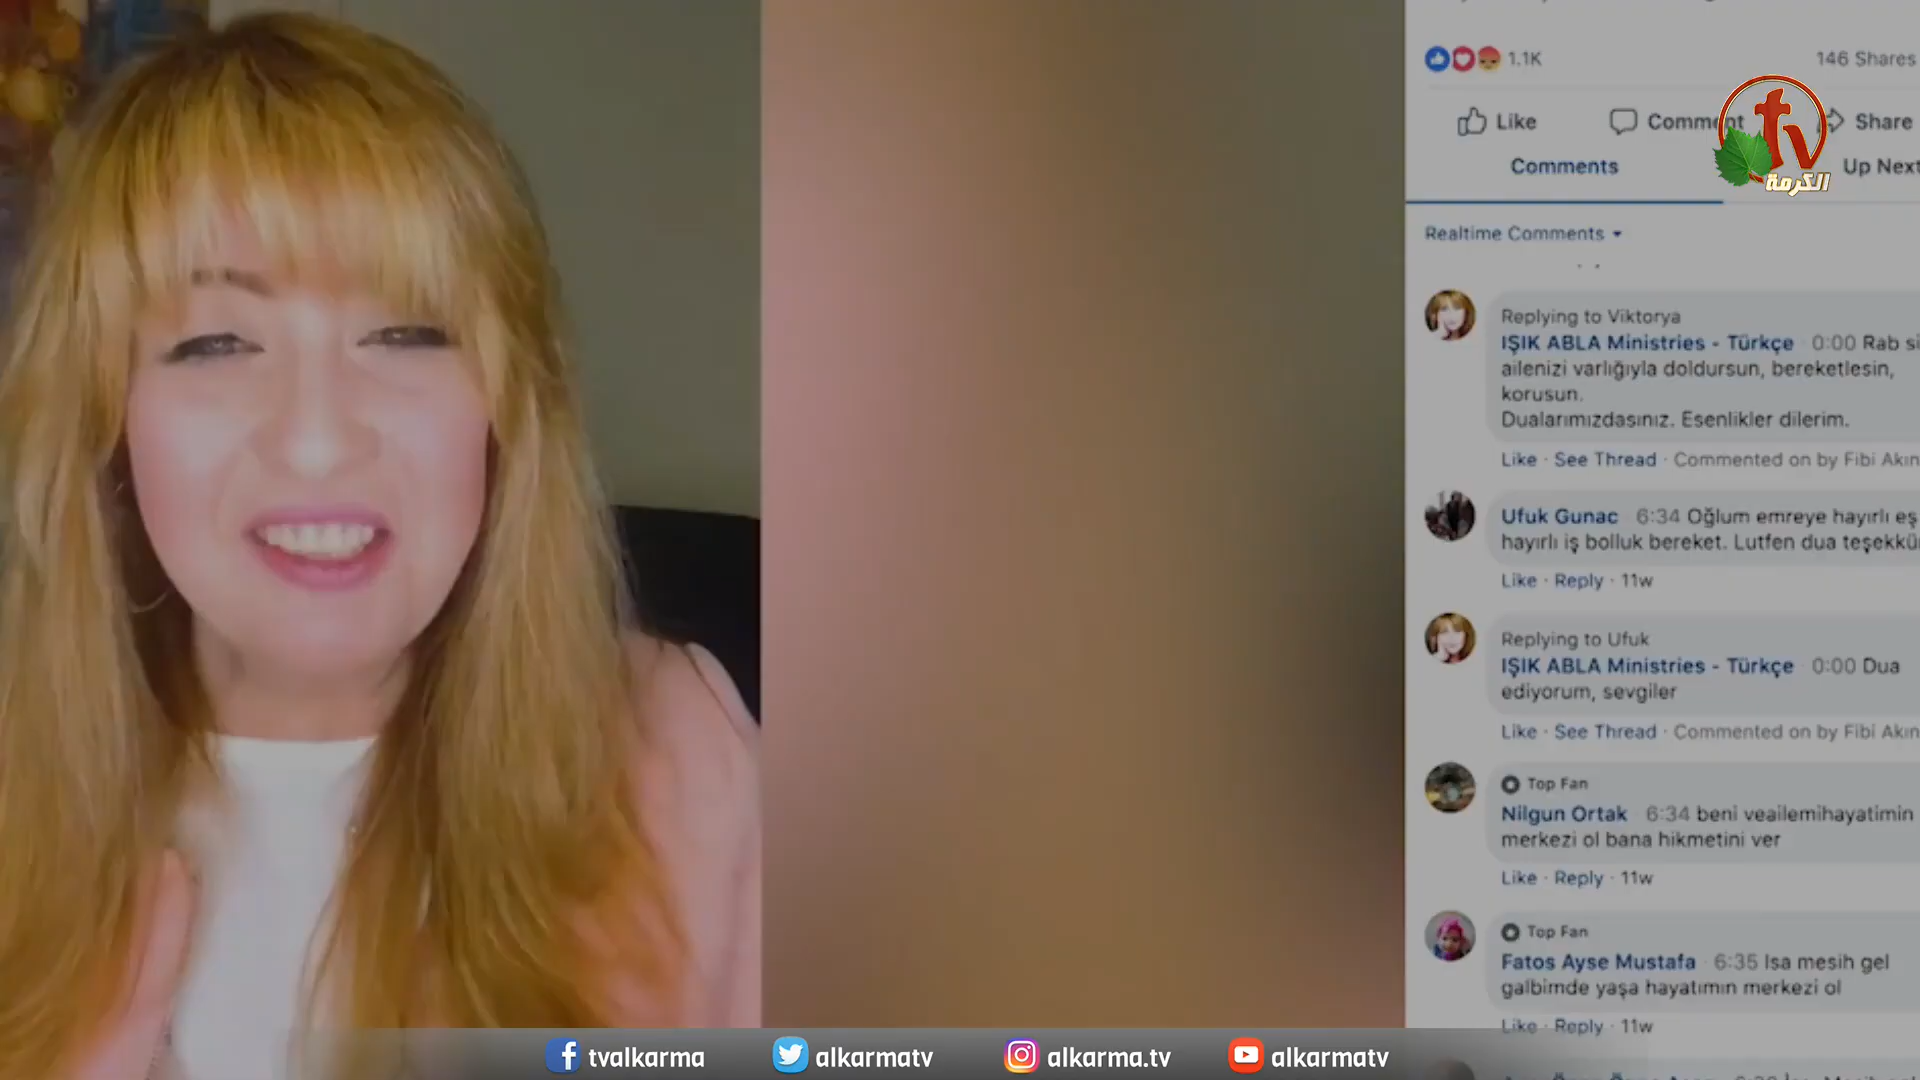 1.1K
146 Shares
Like
Comment
Share
Comments
Up Next
tv
الكرمة
Realtime Comments
Replying to Viktorya
IŞIK ABLA Ministries - Türkçe · 0:00 Rab
ailenizi varlığıyla doldursun, bereketlesin,
korusun.
Dualarımızdasınız. Esenlikler dilerim.
Like · See Thread · Commented on by Fibi Akın
Ufuk Gunac · 6:34 Oğlum emreye hayırlı eş
hayırlı iş bolluk bereket. Lutfen dua
Like · Reply · 11w
Replying to Ufuk
IŞIK ABLA Ministries - Türkçe · 0:00 Dua
ediyorum, sevgiler
Like · See Thread · Commented on by Fibi Akın
Top Fan
Nilgun Ortak · 6:34 beni veailemihayatimin
merkezi ol bana hikmetini ver
Like · Reply · 11w
Top Fan
Fatos Ayse Mustafa · 6:35 Isa mesih gel
galbimde yaşa hayatımın merkezi ol
Like · Reply · 11w
tvalkarma
alkarmatv
alkarma.tv
alkarmatv